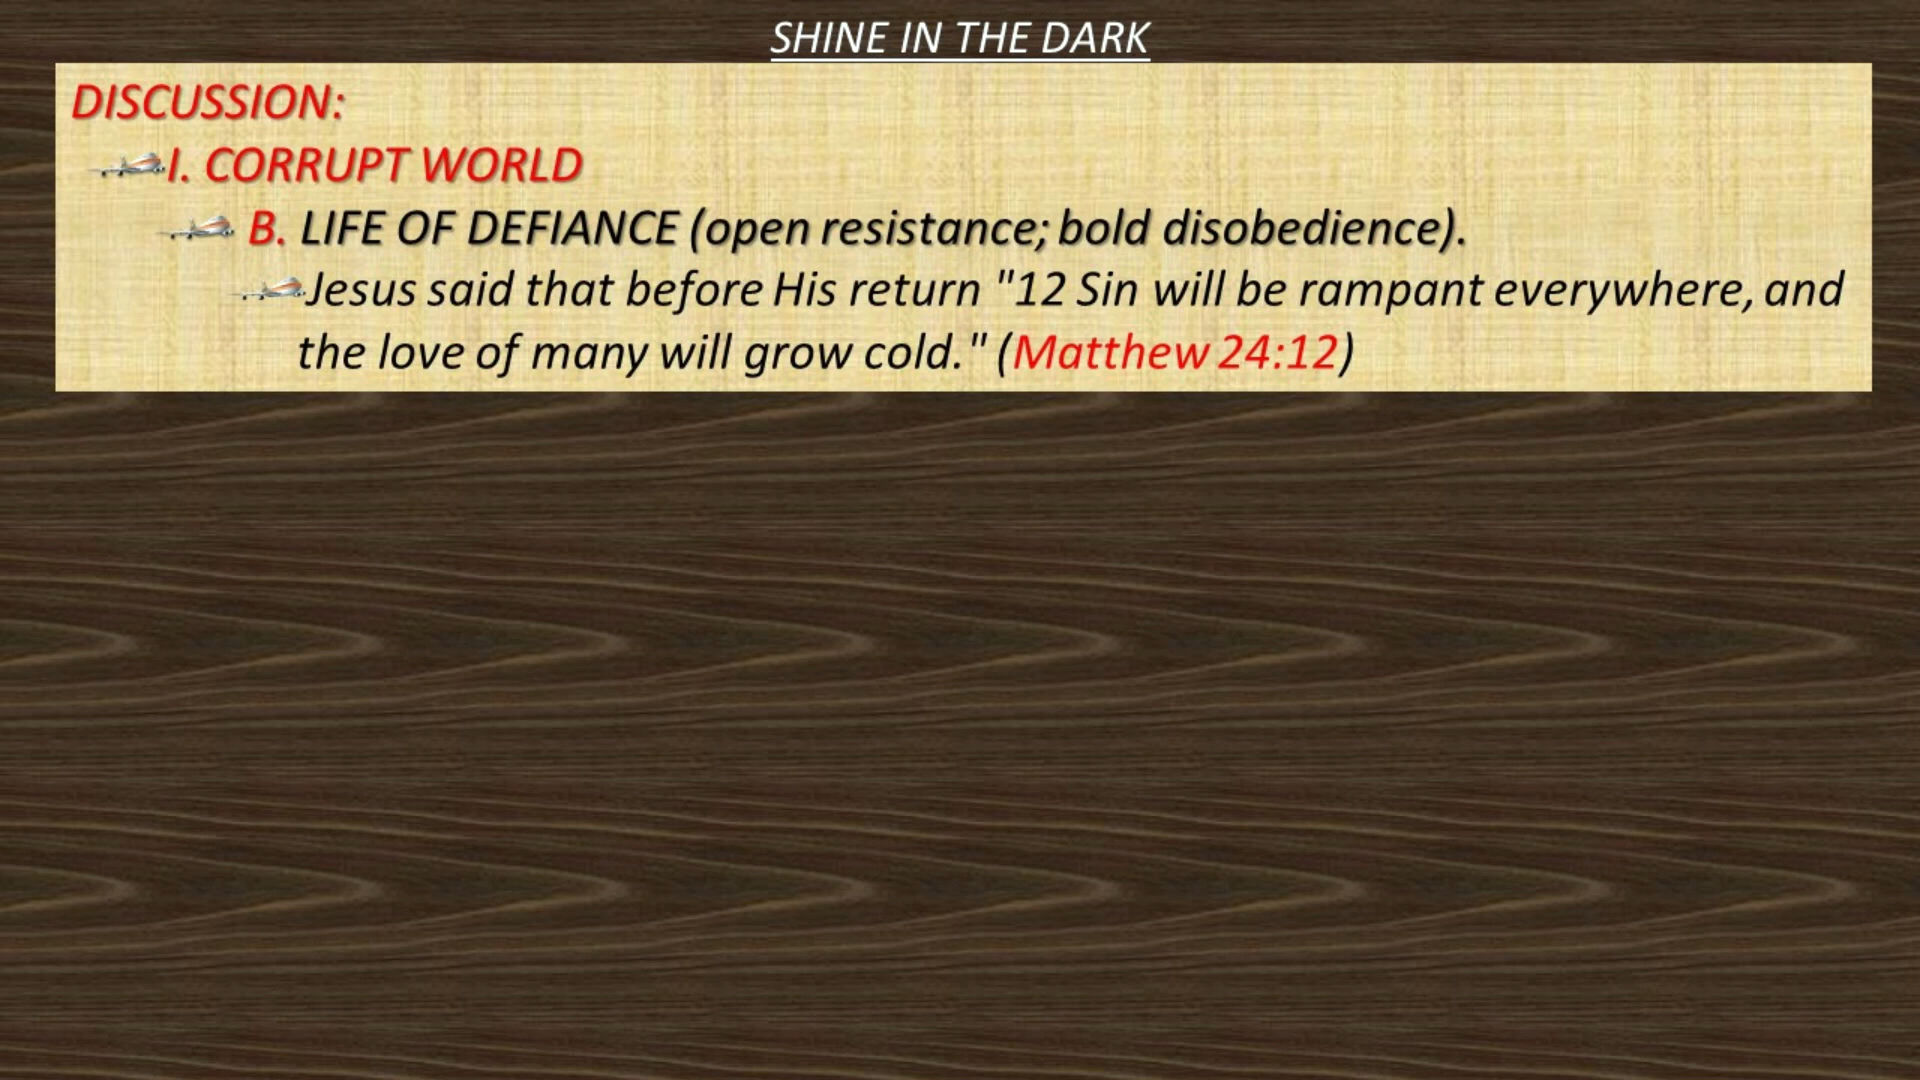 SHINE IN THE DARK
DISCUSSION:
I. CORRUPT WORLD
B. LIFE OF DEFIANCE (open resistance; bold disobedience).
Jesus said that before His return "12 Sin will be rampant everywhere, and
the love of many will grow cold." (Matthew 24:12)